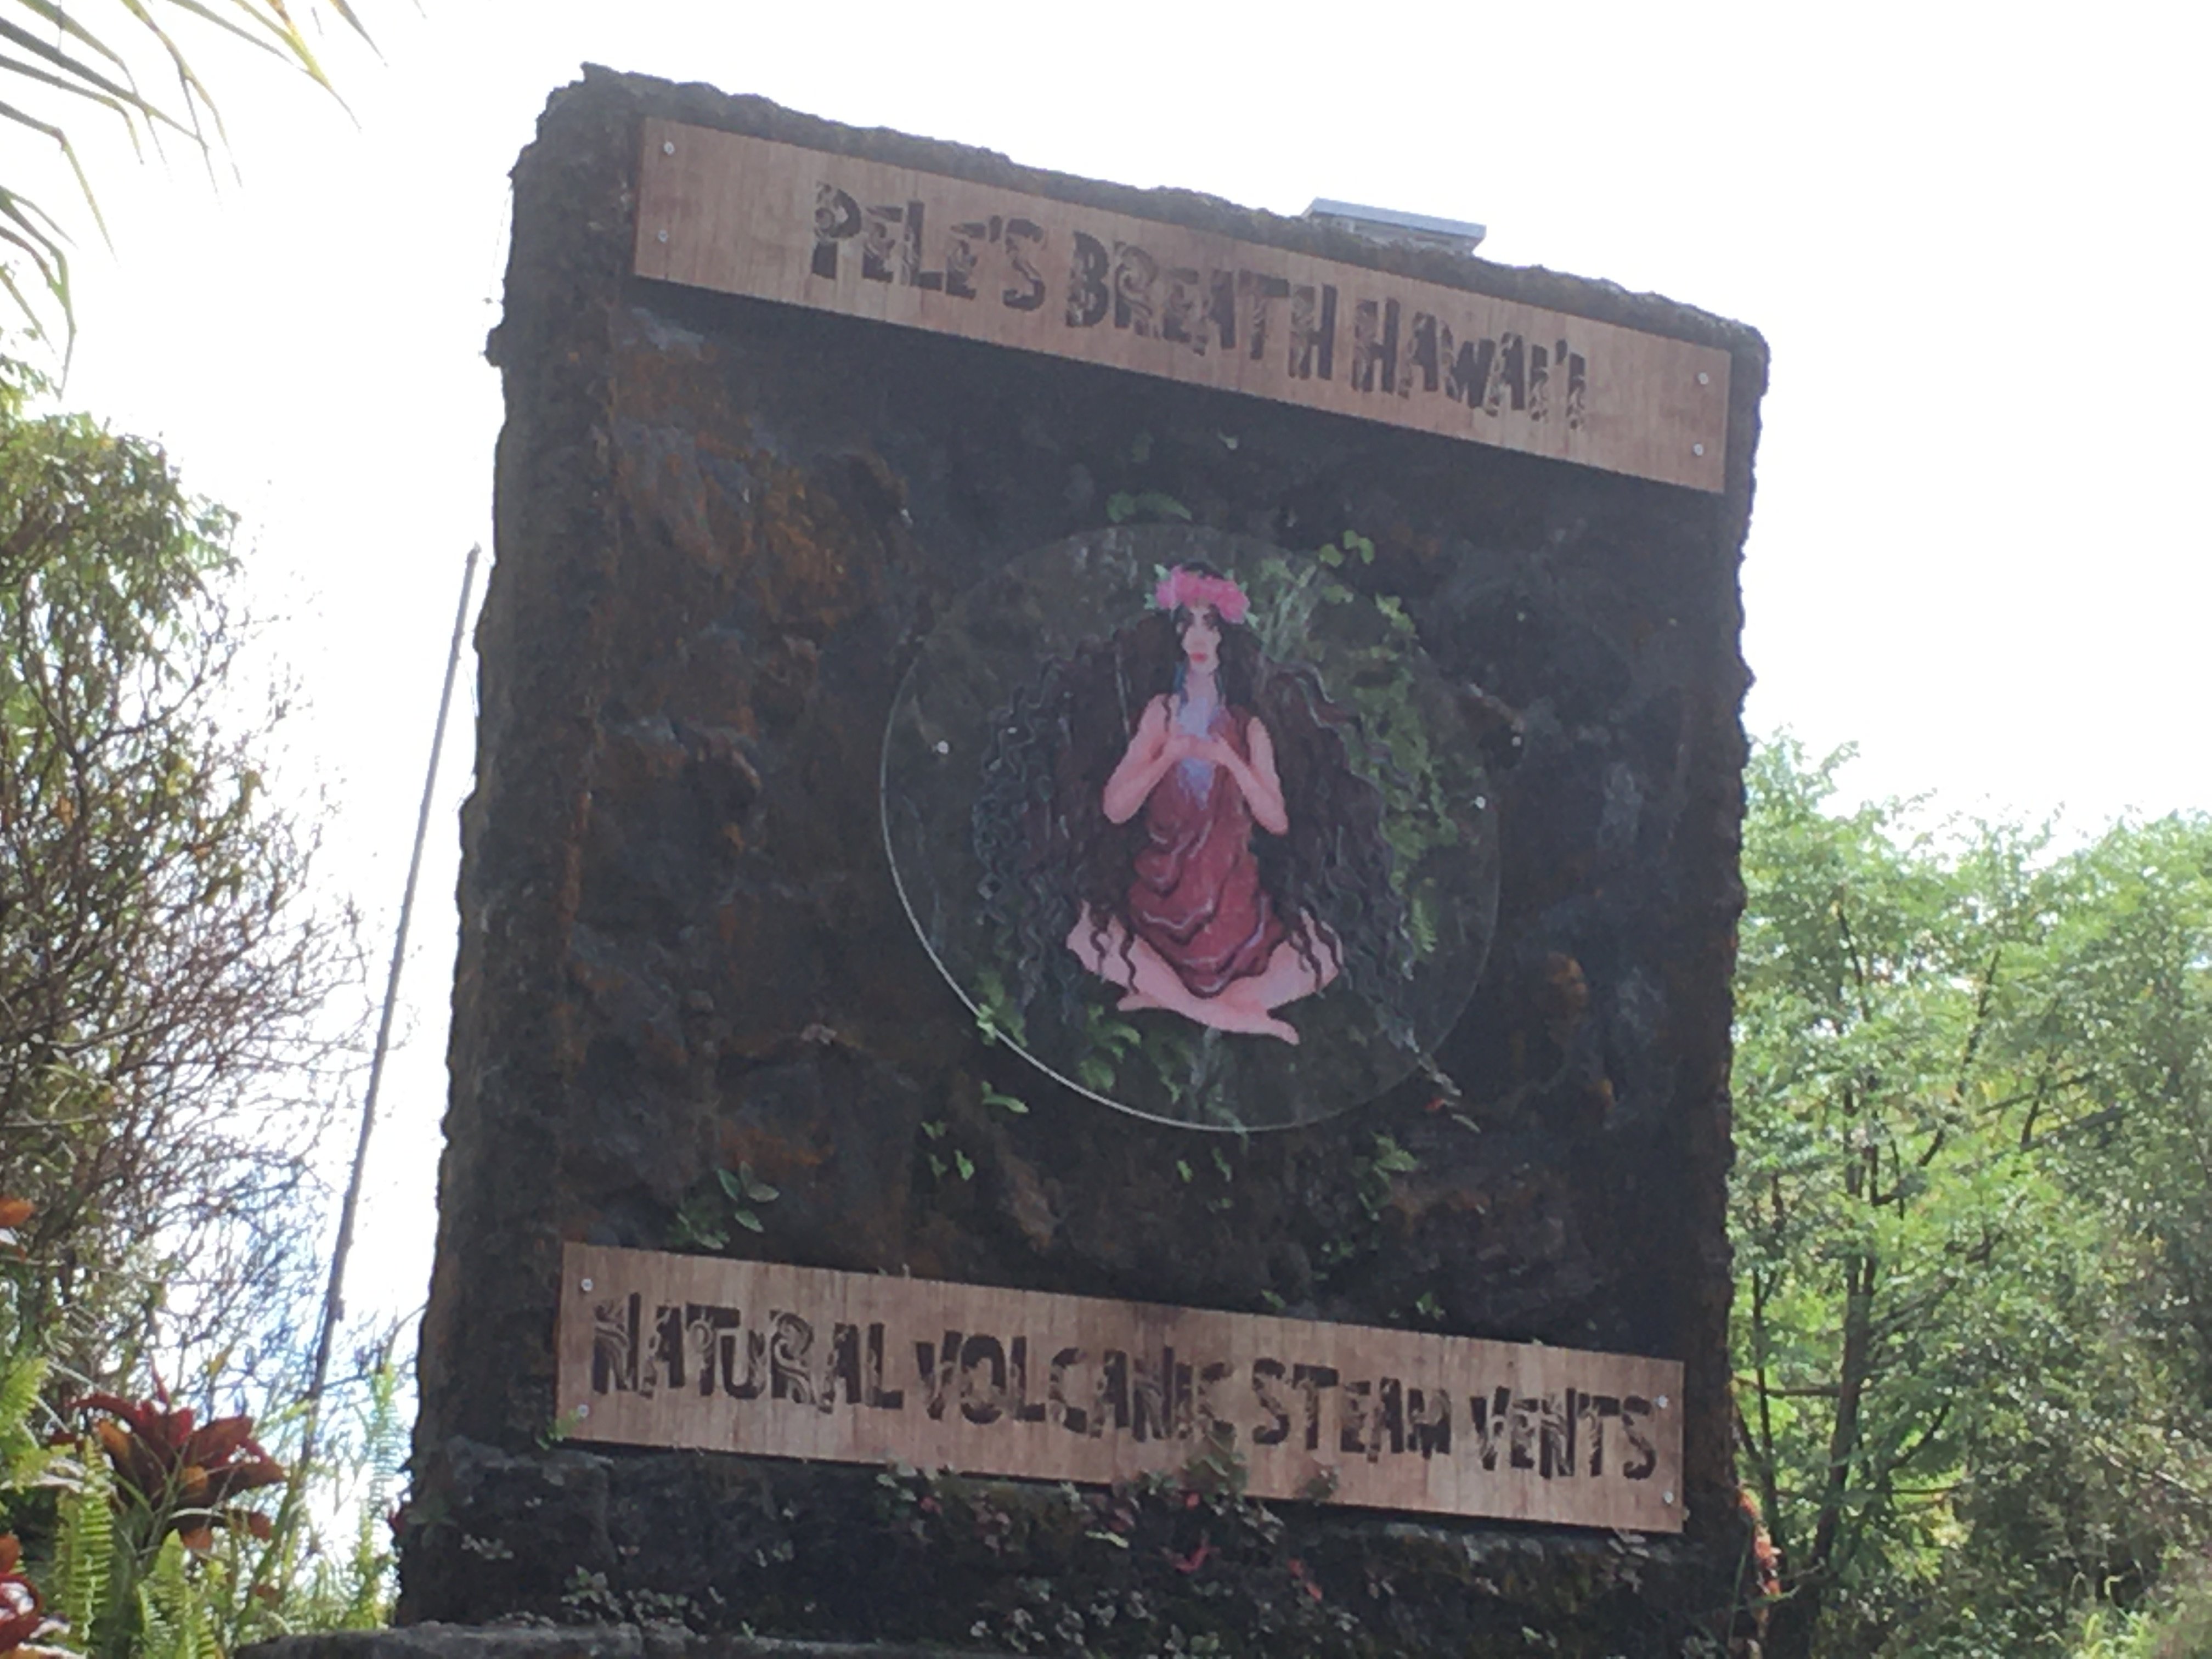 PELE'S BREATH HAWAI'I
NATURAL VOLCANIC STEAM VENTS